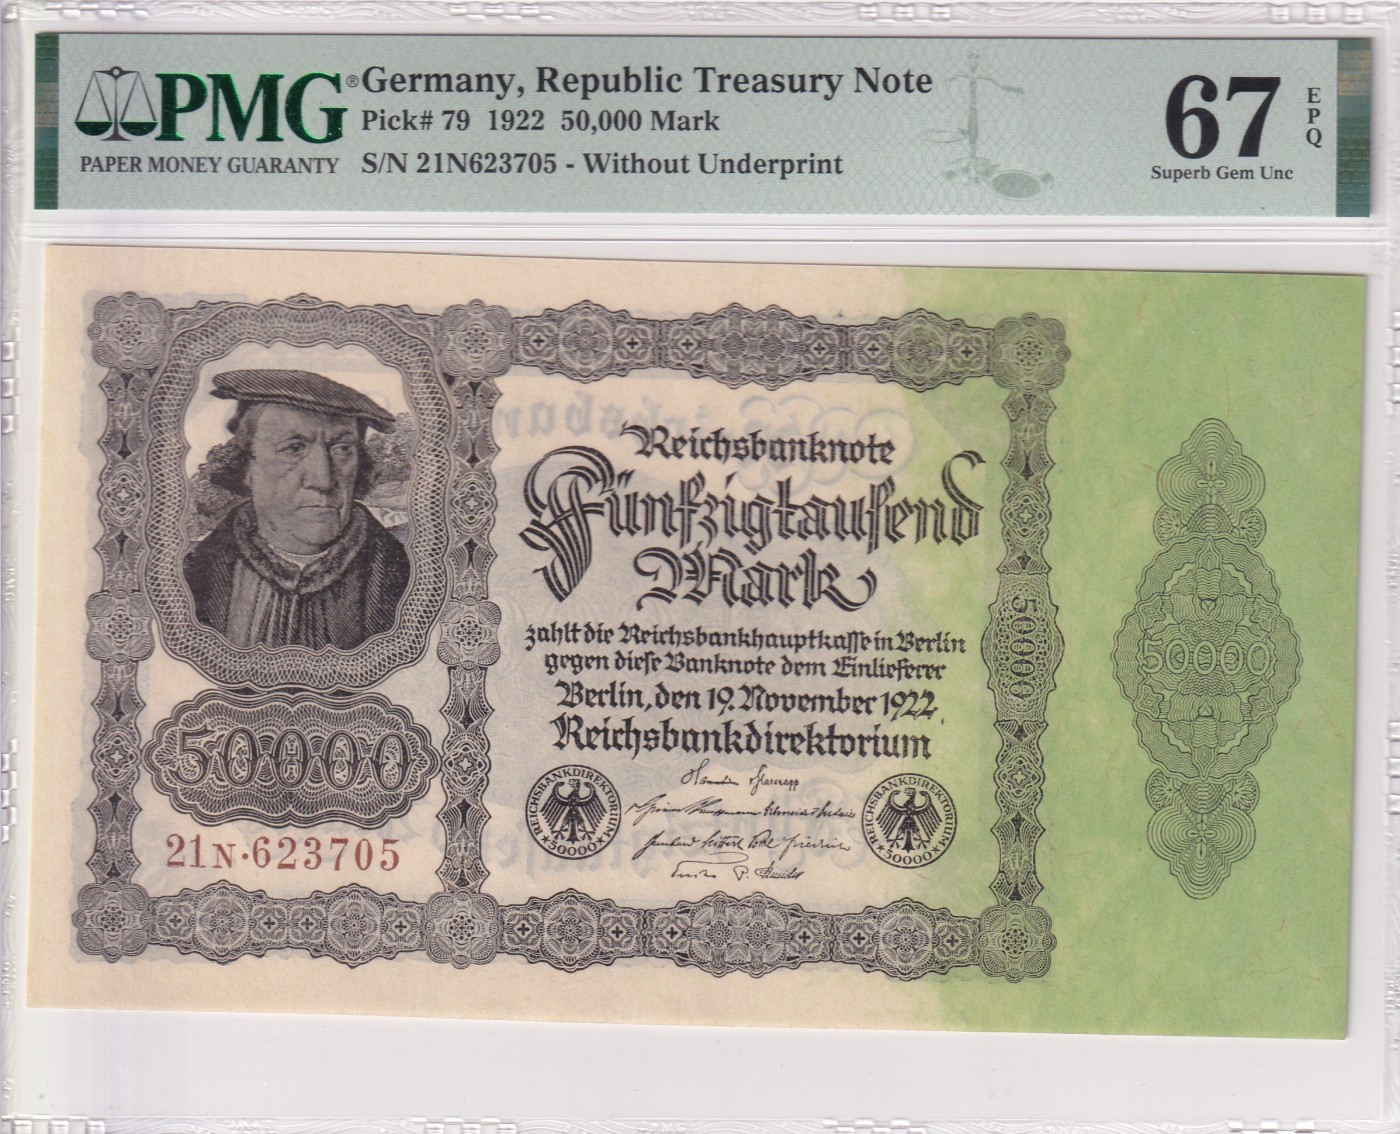 PMG®
PAPER MONEY GUARANTY
Germany, Republic Treasury Note
Pick# 79 1922 50,000 Mark
S/N 21N623705 - Without Underprint
67
EPQ
Superb Gem Unc
Reichsbanknote
Fünfzigtausend
Mark
zahlt die Reichsbankhauptkasse in Berlin
gegen diese Banknote dem Einlieferer
Berlin, den 19. November 1922.
Reichsbankdirektorium
50000
50000
50000
21N·623705
REICHSBANKDIREKTORIUM
50000
REICHSBANKDIREKTORIUM
50000